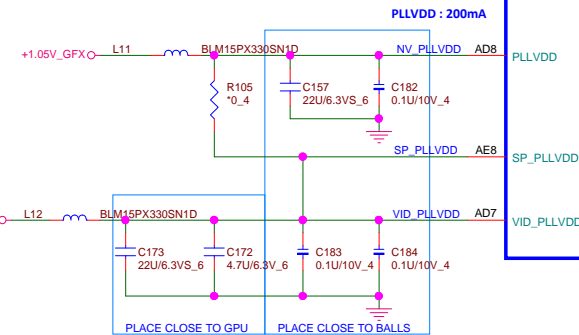 PLLVDD : 200mA
+1.05V_GFX L11 BLM15PX330SN1D NV_PLLVDD AD8 PLLVDD
R105
*0_4
C157
22U/6.3VS_6
C182
0.1U/10V_4
SP_PLLVDD AE8 SP_PLLVDD
L12 BLM15PX330SN1D VID_PLLVDD AD7 VID_PLLVDD
C173
22U/6.3VS_6
C172
4.7U/6.3V_6
C183
0.1U/10V_4
C184
0.1U/10V_4
PLACE CLOSE TO GPU PLACE CLOSE TO BALLS